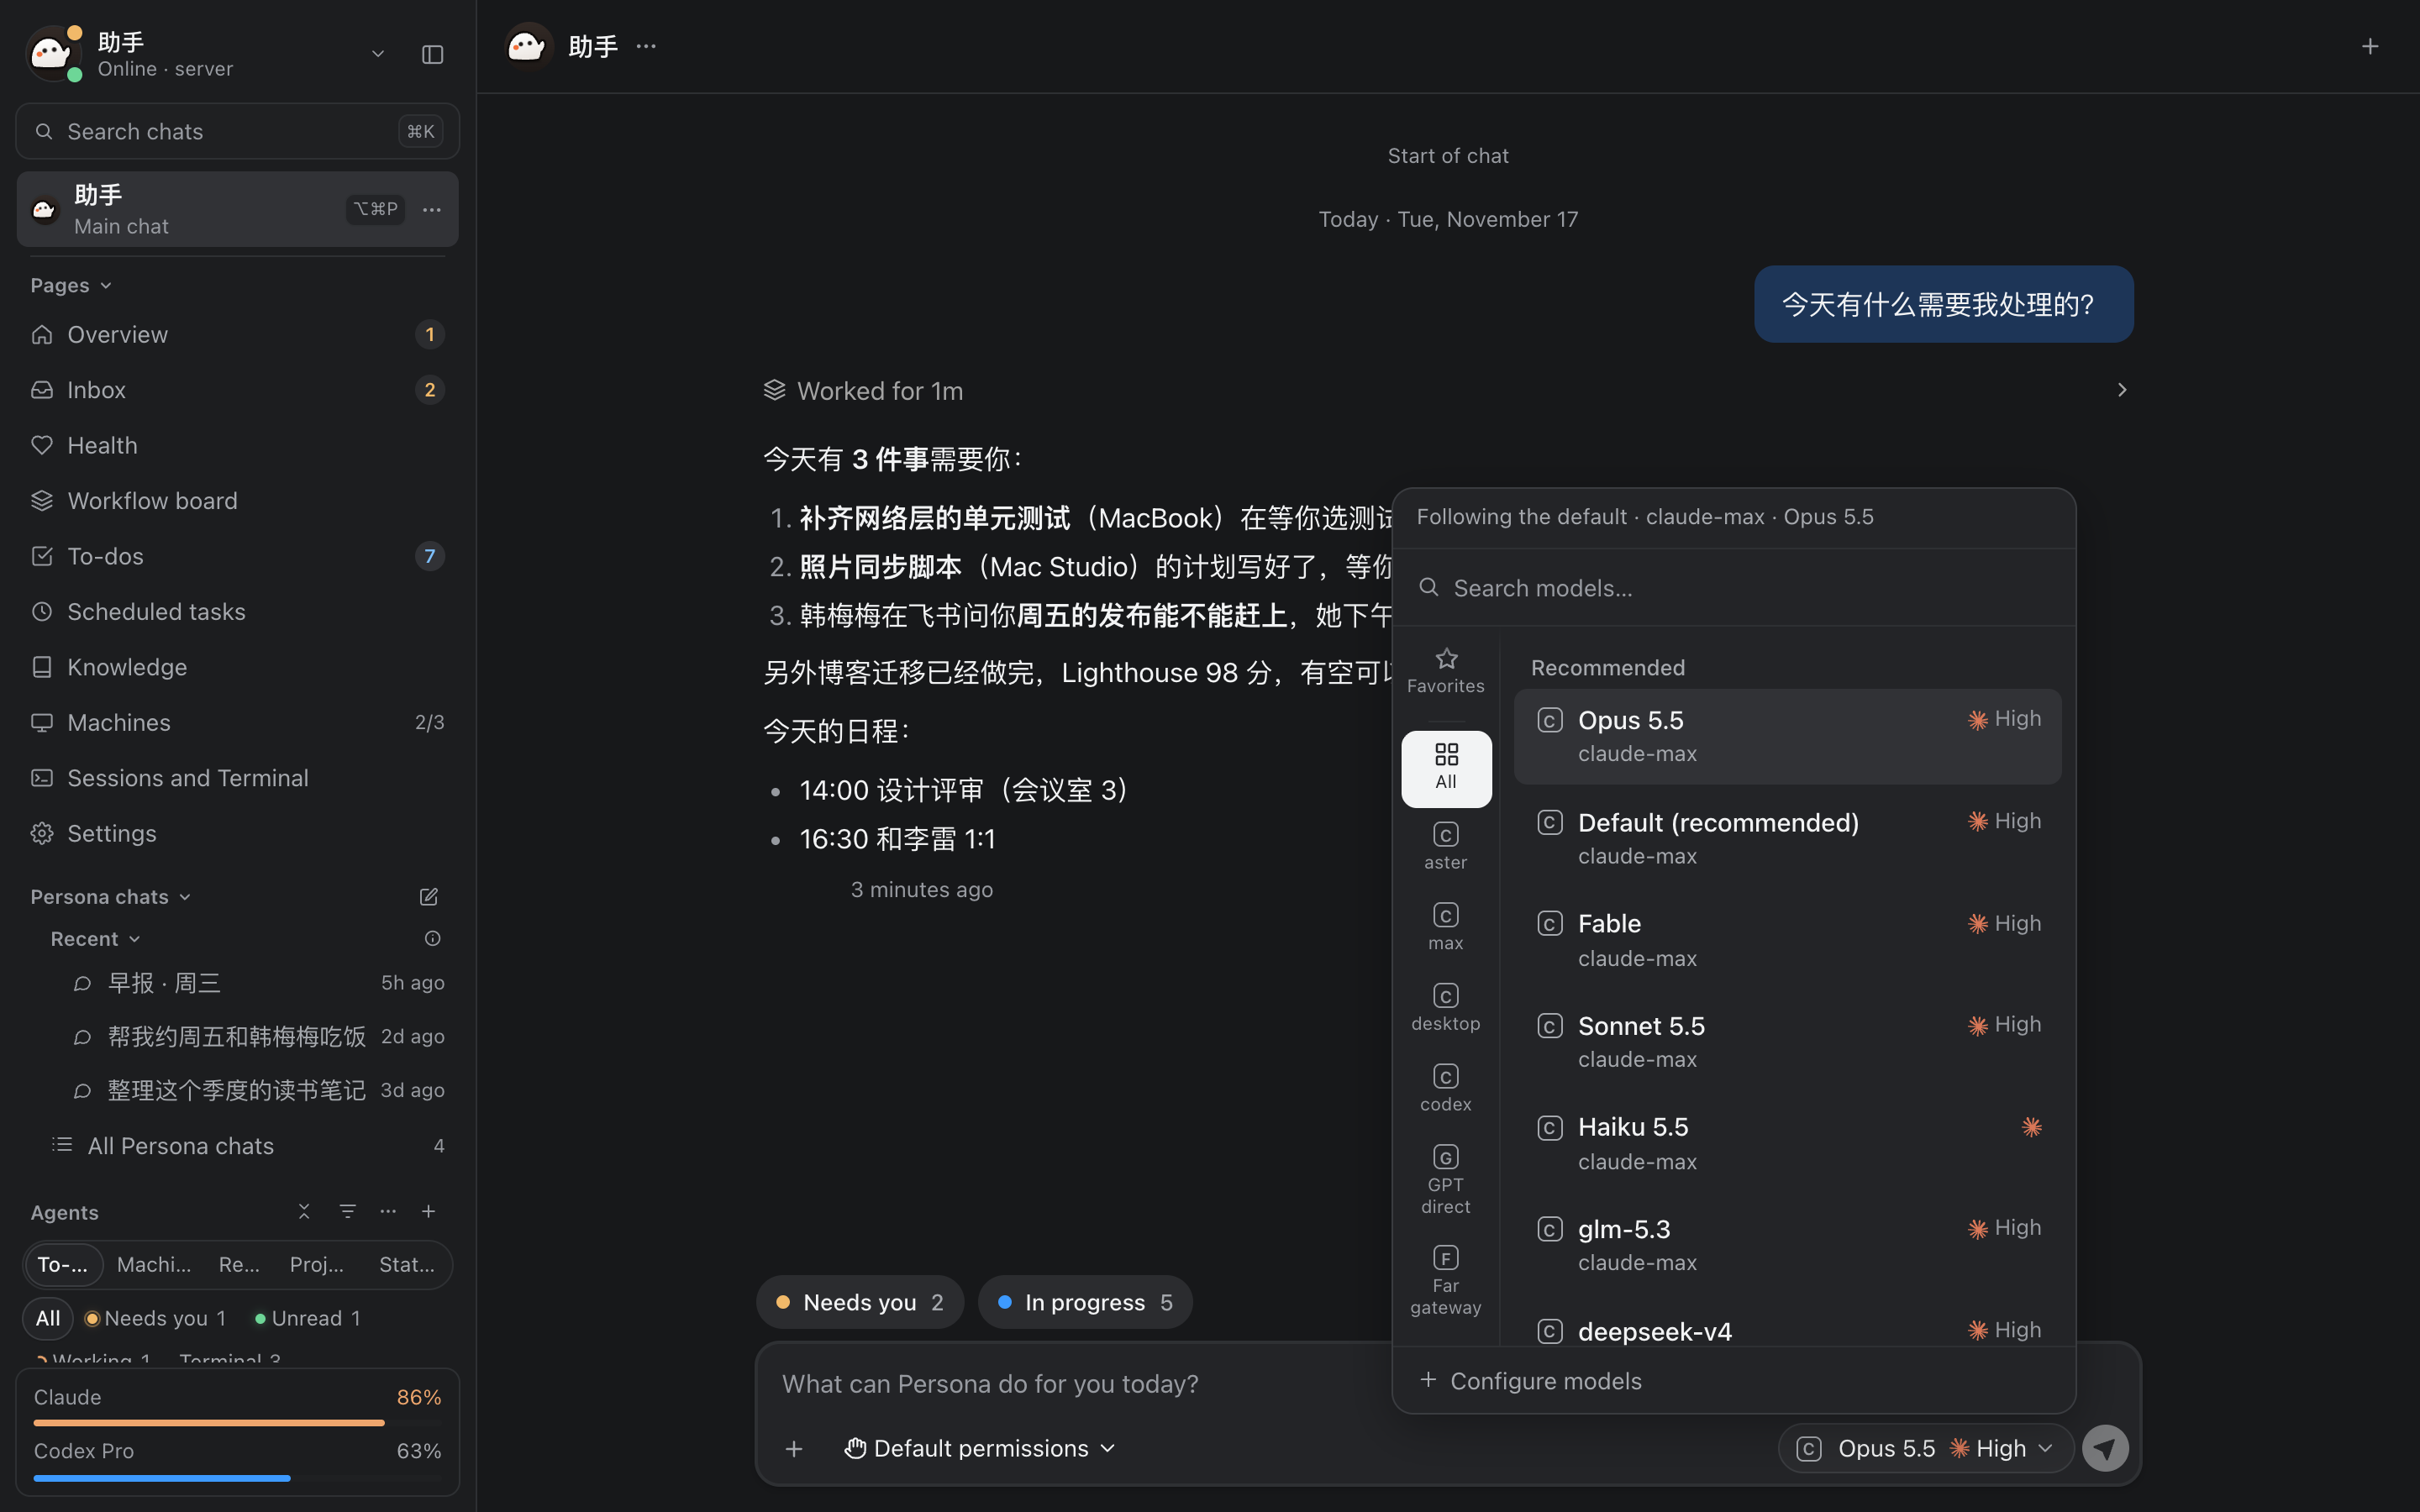 助手
Online · server
Search chats
⌘K
助手
Main chat
⌥⌘P
Pages
Overview
1
Inbox
2
Health
Workflow board
To-dos
7
Scheduled tasks
Knowledge
Machines
2/3
Sessions and Terminal
Settings
Persona chats
Recent
早报 · 周三
5h ago
帮我约周五和韩梅梅吃饭
2d ago
整理这个季度的读书笔记
3d ago
All Persona chats
4
Agents
To-...
Machi...
Re...
Proj...
Stat...
All
Needs you 1
Unread 1
Working 1
Terminal 3
Claude
86%
Codex Pro
63%
助手
Start of chat
Today · Tue, November 17
今天有什么需要我处理的?
Worked for 1m
今天有 3 件事需要你：
1. 补齐网络层的单元测试（MacBook）在等你选测试
2. 照片同步脚本（Mac Studio）的计划写好了，等你
3. 韩梅梅在飞书问你周五的发布能不能赶上，她下午
另外博客迁移已经做完，Lighthouse 98 分，有空可以
今天的日程：
• 14:00 设计评审（会议室 3）
• 16:30 和李雷 1:1
3 minutes ago
Needs you 2
In progress 5
What can Persona do for you today?
Default permissions
C Opus 5.5 High
Following the default · claude-max · Opus 5.5
Search models...
Favorites
All
C
aster
C
max
C
desktop
C
codex
G
GPT
direct
F
Far
gateway
Recommended
C Opus 5.5 High
claude-max
C Default (recommended) High
claude-max
C Fable High
claude-max
C Sonnet 5.5 High
claude-max
C Haiku 5.5
claude-max
C glm-5.3 High
claude-max
C deepseek-v4 High
Configure models